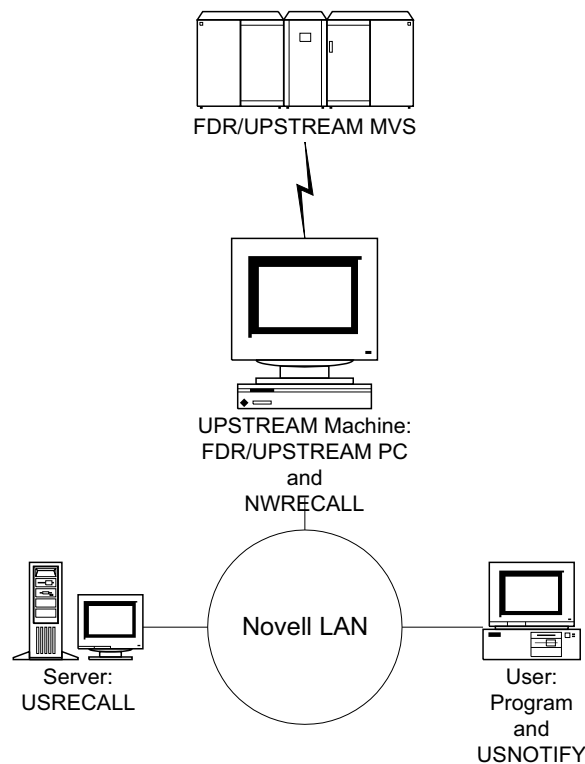 FDR/UPSTREAM MVS
UPSTREAM Machine:
FDR/UPSTREAM PC
and
NWRECALL
Novell LAN
Server:
USRECALL
User:
Program
and
USNOTIFY